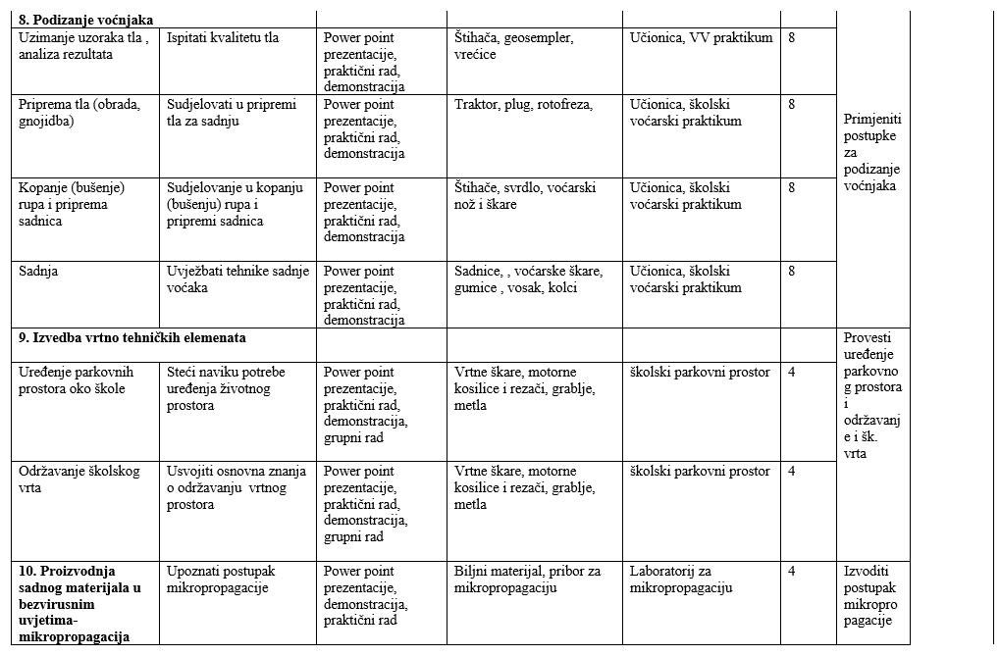 8. Podizanje voćnjaka
Uzimanje uzoraka tla ,
analiza rezultata
Ispitati kvalitetu tla
Power point
prezentacije,
praktični rad,
demonstracija
Štihača, geosempler,
vrećice
Učionica, VV praktikum
8
Priprema tla (obrada,
gnojidba)
Sudjelovati u pripremi
tla za sadnju
Power point
prezentacije,
praktični rad,
demonstracija
Traktor, plug, rotofreza,
Učionica, školski
voćarski praktikum
8
Primjeniti
postupke
za
podizanje
voćnjaka
Kopanje (bušenje)
rupa i priprema
sadnica
Sudjelovanje u kopanju
(bušenju) rupa i
pripremi sadnica
Power point
prezentacije,
praktični rad,
demonstracija
Štihače, svrdlo, voćarski
nož i škare
Učionica, školski
voćarski praktikum
8
Sadnja
Uvježbati tehnike sadnje
voćaka
Power point
prezentacije,
praktični rad,
demonstracija
Sadnice, , voćarske škare,
gumice , vosak, kolci
Učionica, školski
voćarski praktikum
8
9. Izvedba vrtno tehničkih elemenata
Provesti
uređenje
parkovno
g prostora
i
održavanj
e i šk.
vrta
Uređenje parkovnih
prostora oko škole
Steći naviku potrebe
uređenja životnog
prostora
Power point
prezentacije,
praktični rad,
demonstracija,
grupni rad
Vrtne škare, motorne
kosilice i rezači, grablje,
metla
školski parkovni prostor
4
Održavanje školskog
vrta
Usvojiti osnovna znanja
o održavanju  vrtnog
prostora
Power point
prezentacije,
praktični rad,
demonstracija,
grupni rad
Vrtne škare, motorne
kosilice i rezači, grablje,
metla
školski parkovni prostor
4
10. Proizvodnja
sadnog materijala u
bezvirusnim
uvjetima-
mikropropagacija
Upoznati postupak
mikropropagacije
Power point
prezentacije,
demonstracija,
praktični rad
Biljni materijal, pribor za
mikropropagaciju
Laboratorij za
mikropropagaciju
4
Izvoditi
postupak
mikropro
pagacije